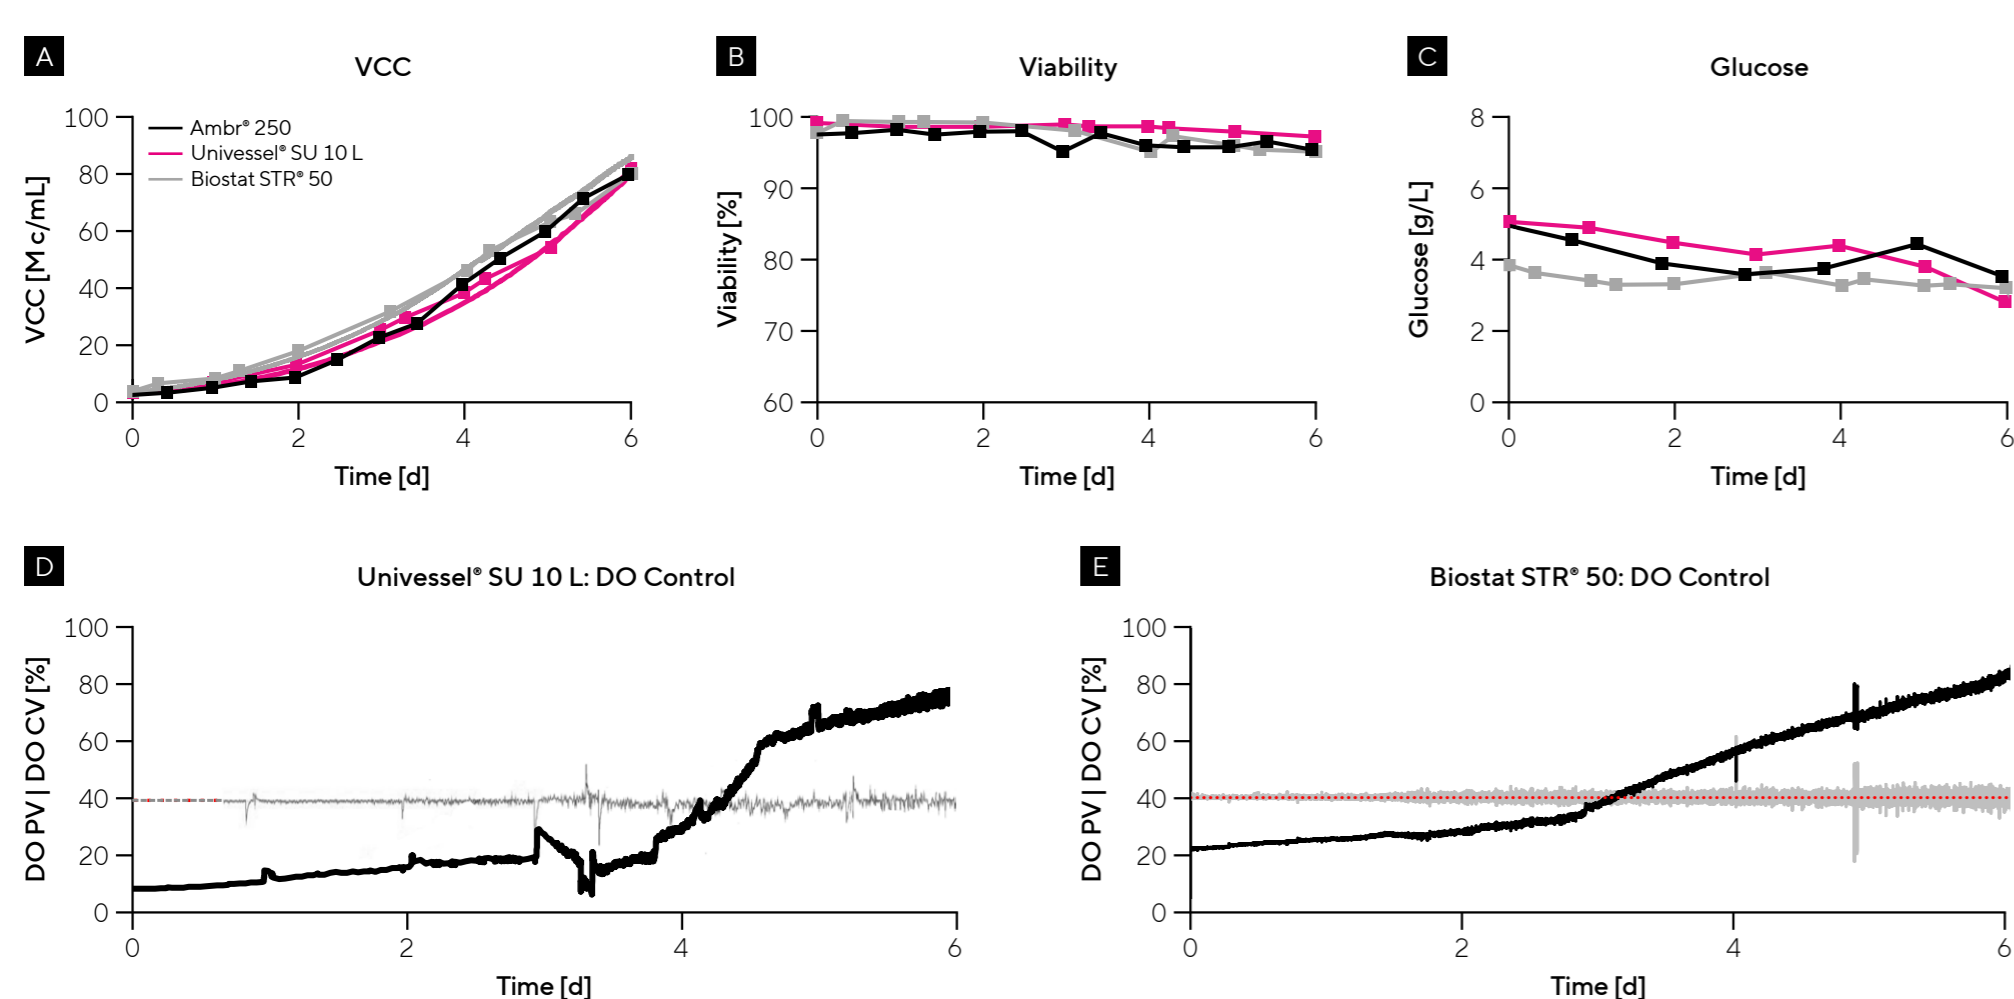 A
VCC
VCC [M c/mL]
100
80
60
40
20
0
Ambr® 250
Univessel® SU 10 L
Biostat STR® 50
0 2 4 6
Time [d]
B
Viability
Viability [%]
100
90
80
70
60
0 2 4 6
Time [d]
C
Glucose
Glucose [g/L]
8
6
4
2
0
0 2 4 6
Time [d]
D
Univessel® SU 10 L: DO Control
DO PV | DO CV [%]
100
80
60
40
20
0
0 2 4 6
Time [d]
E
Biostat STR® 50: DO Control
DO PV | DO CV [%]
100
80
60
40
20
0
0 2 4 6
Time [d]